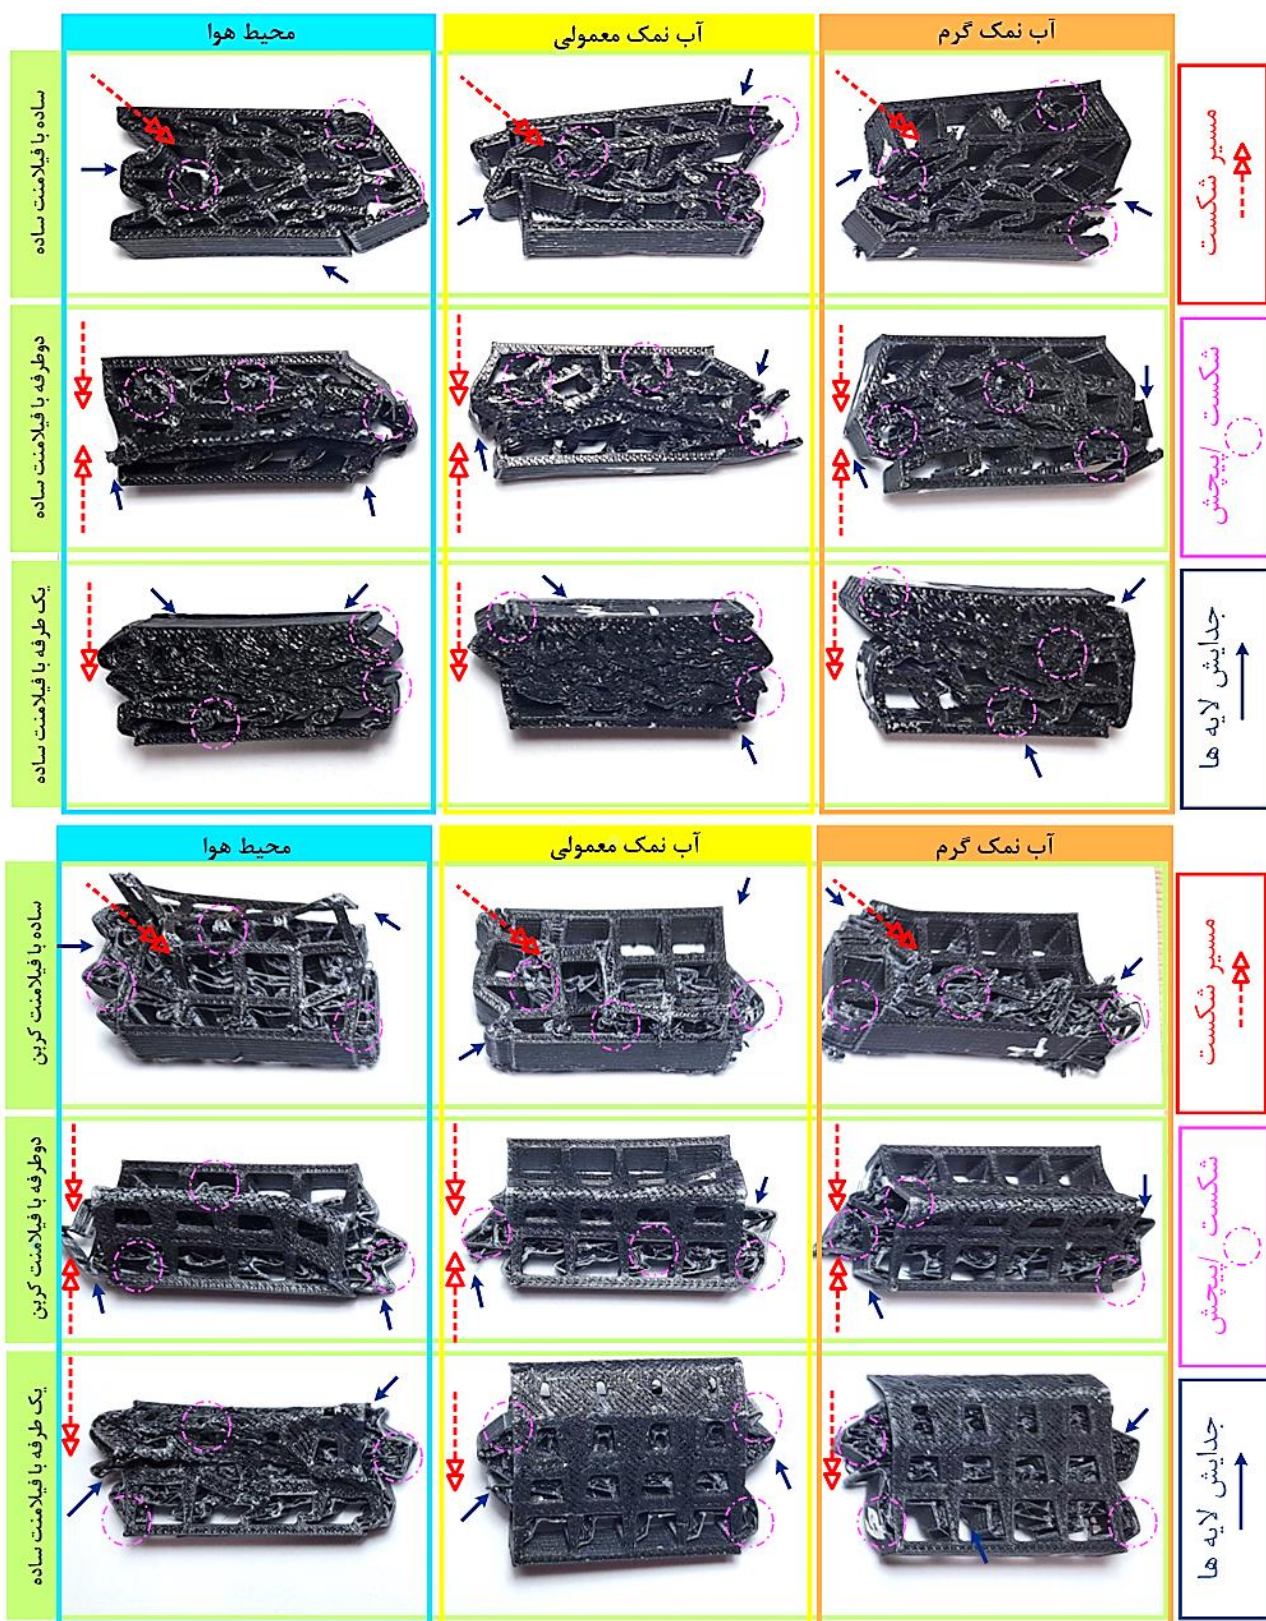 آب نمک گرم
آب نمک معمولی
محیط هوا
ساده با فیلامنت ساده
دوطرفه با فیلامنت ساده
یک طرفه با فیلامنت ساده
مسیر شکست
شکست /پیچش
جدایش لایه ها
آب نمک گرم
آب نمک معمولی
محیط هوا
ساده با فیلامنت کربن
دوطرفه با فیلامنت کربن
یک طرفه با فیلامنت ساده
مسیر شکست
شکست /پیچش
جدایش لایه ها